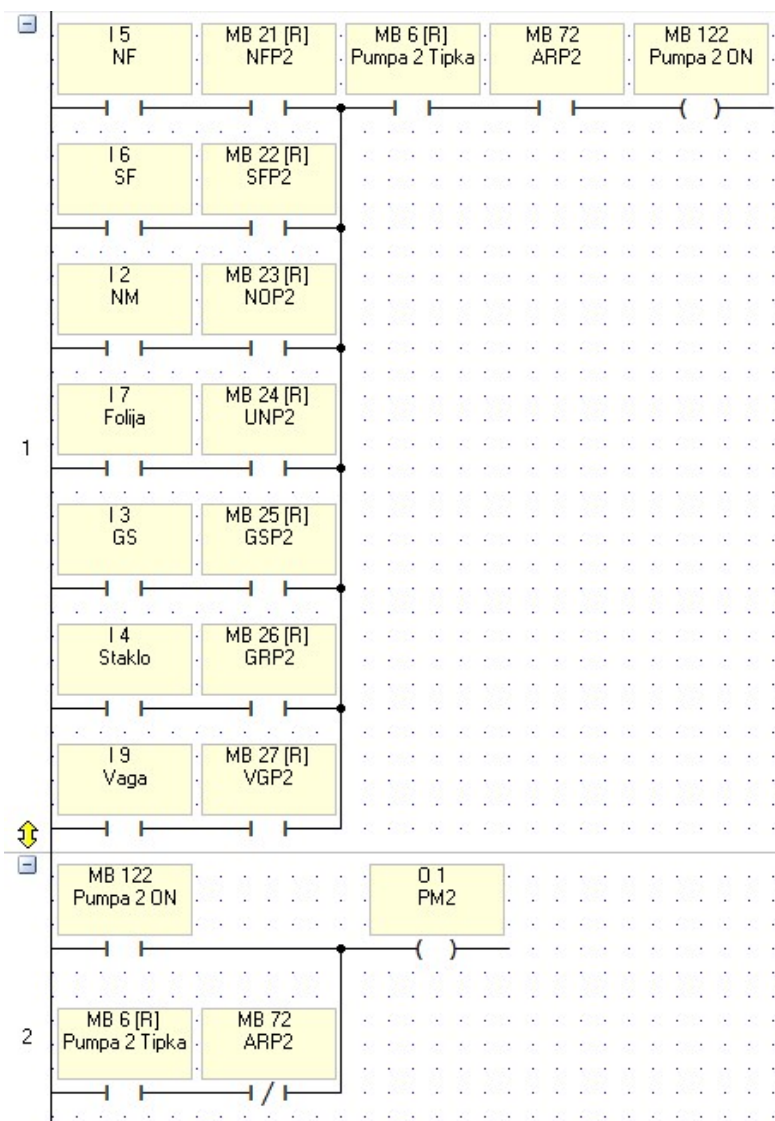 I 5
NF
MB 21 [R]
NFP2
MB 6 [R]
Pumpa 2 Tipka
MB 72
ARP2
MB 122
Pumpa 2 ON
I 6
SF
MB 22 [R]
SFP2
I 2
NM
MB 23 [R]
NOP2
I 7
Folija
MB 24 [R]
UNP2
1
I 3
GS
MB 25 [R]
GSP2
I 4
Staklo
MB 26 [R]
GRP2
I 9
Vaga
MB 27 [R]
VGP2
MB 122
Pumpa 2 ON
O 1
PM2
2
MB 6 [R]
Pumpa 2 Tipka
MB 72
ARP2